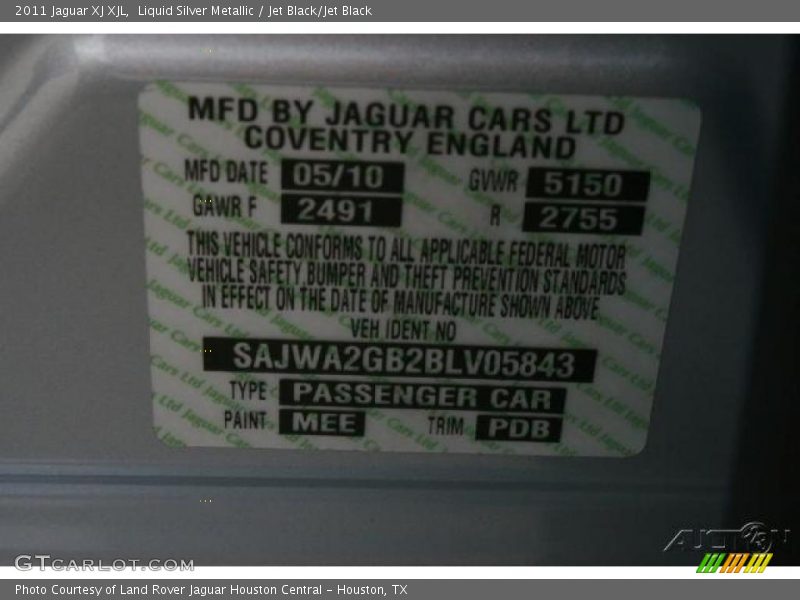 2011 Jaguar XJ XJL,  Liquid Silver Metallic / Jet Black/Jet Black
MFD BY JAGUAR CARS LTD
COVENTRY ENGLAND
MFD DATE 05/10 GVWR 5150
GAWR F 2491 R 2755
THIS VEHICLE CONFORMS TO ALL APPLICABLE FEDERAL MOTOR
VEHICLE SAFETY BUMPER AND THEFT PREVENTION STANDARDS
IN EFFECT ON THE DATE OF MANUFACTURE SHOWN ABOVE
VEH IDENT NO
SAJWA2GB2BLV05843
TYPE PASSENGER CAR
PAINT MEE TRIM PDB
GTCARLOT.COM
Photo Courtesy of Land Rover Jaguar Houston Central - Houston, TX